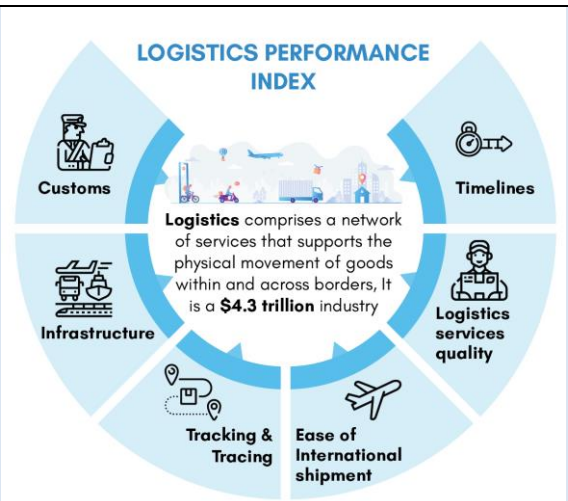 LOGISTICS PERFORMANCE
INDEX
Customs
Timelines
Logistics comprises a network
of services that supports the
physical movement of goods
within and across borders, It
is a $4.3 trillion industry
Infrastructure
Logistics
services
quality
Tracking &
Tracing
Ease of
International
shipment